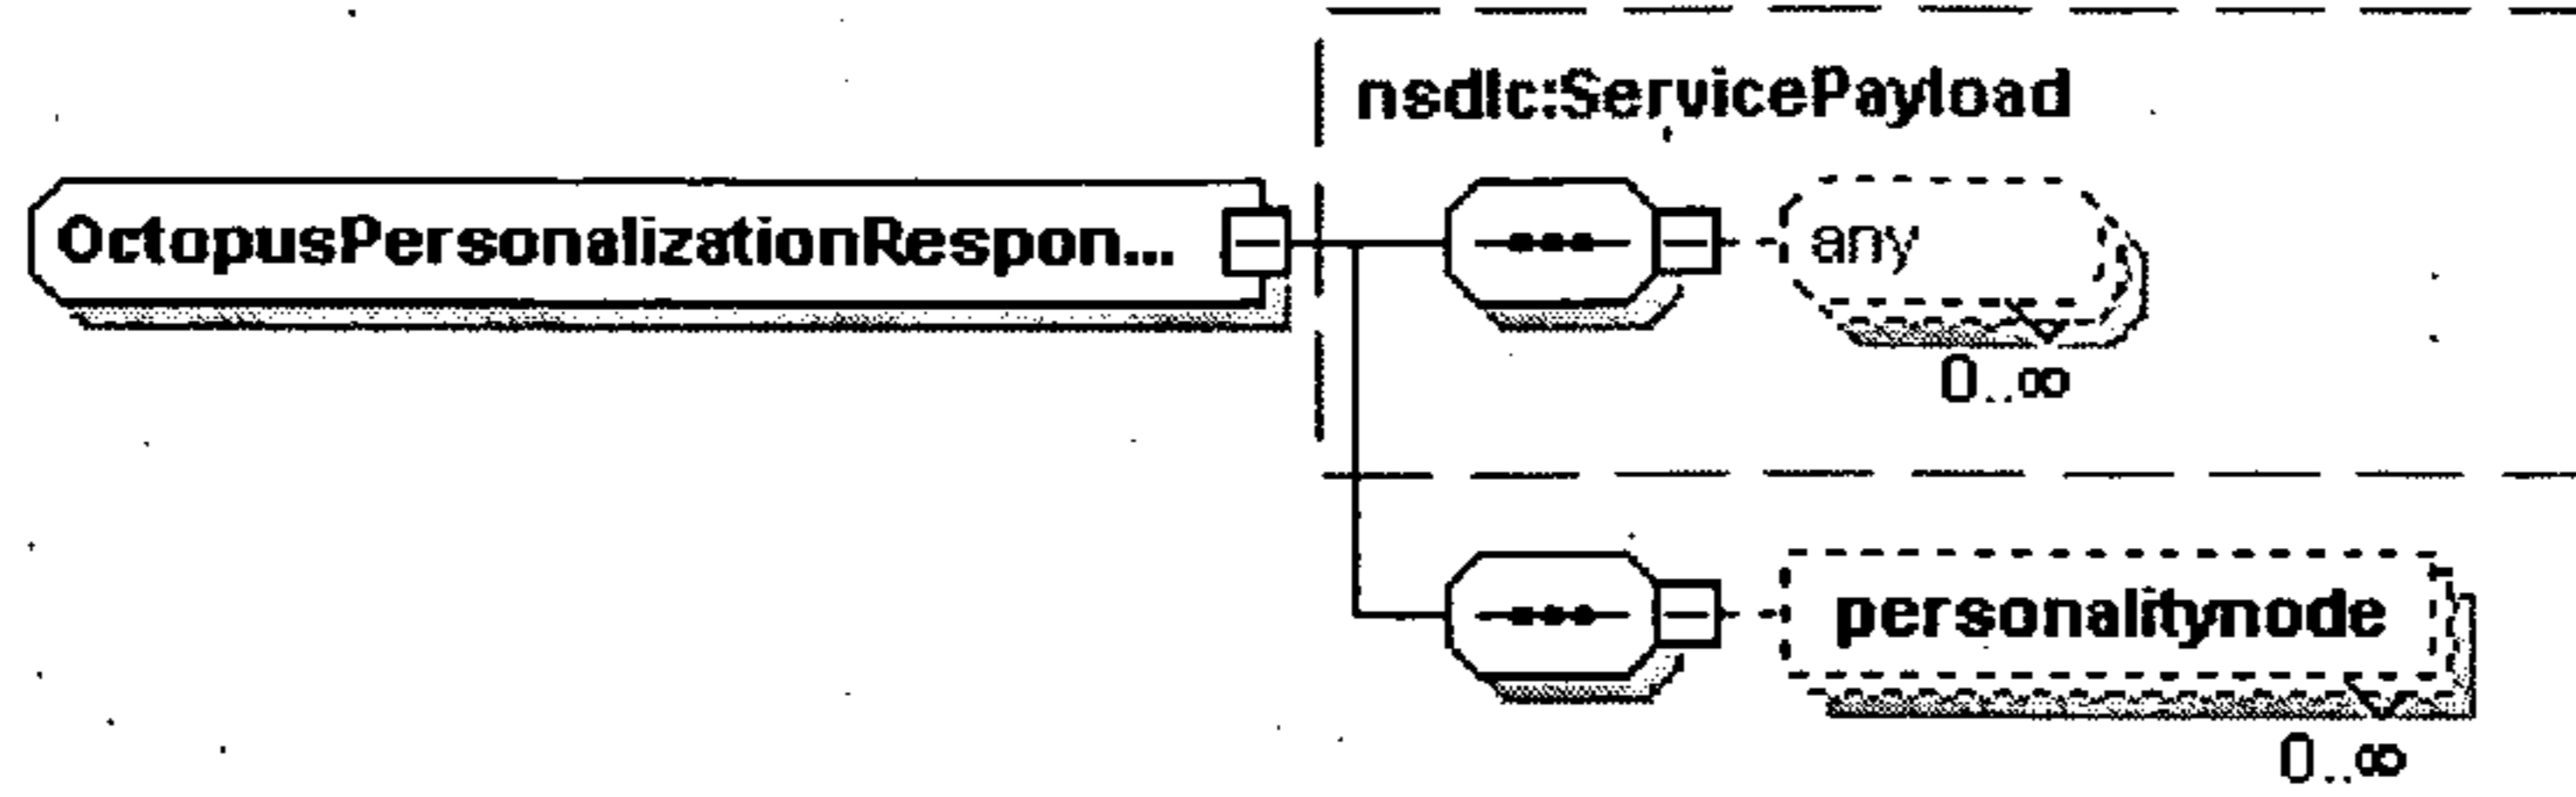 nsdlc:ServicePayload
OctopusPersonalizationRespon...
any
0..∞
personalitynode
0..∞